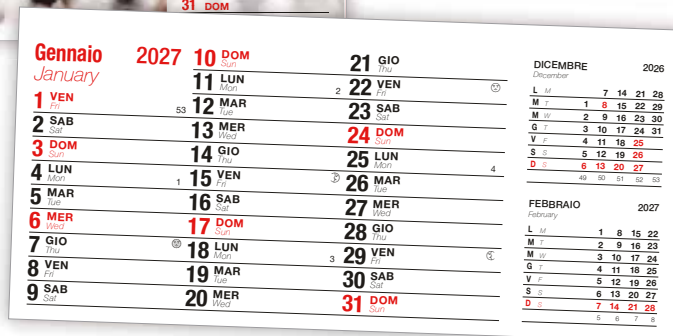 31 DOM
Gennaio 2027
January
1 VEN Fri 53
2 SAB Sat
3 DOM Sun
4 LUN Mon 1
5 MAR Tue
6 MER Wed
7 GIO Thu
8 VEN Fri
9 SAB Sat
10 DOM Sun
11 LUN Mon 2
12 MAR Tue
13 MER Wed
14 GIO Thu
15 VEN Fri
16 SAB Sat
17 DOM Sun
18 LUN Mon 3
19 MAR Tue
20 MER Wed
21 GIO Thu
22 VEN Fri
23 SAB Sat
24 DOM Sun
25 LUN Mon 4
26 MAR Tue
27 MER Wed
28 GIO Thu
29 VEN Fri
30 SAB Sat
31 DOM Sun
DICEMBRE 2026
December
L M 7 14 21 28
M T 1 8 15 22 29
M W 2 9 16 23 30
G T 3 10 17 24 31
V F 4 11 18 25
S S 5 12 19 26
D S 6 13 20 27
49 50 51 52 53
FEBBRAIO 2027
February
L M 1 8 15 22
M T 2 9 16 23
M W 3 10 17 24
G T 4 11 18 25
V F 5 12 19 26
S S 6 13 20 27
D S 7 14 21 28
5 6 7 8